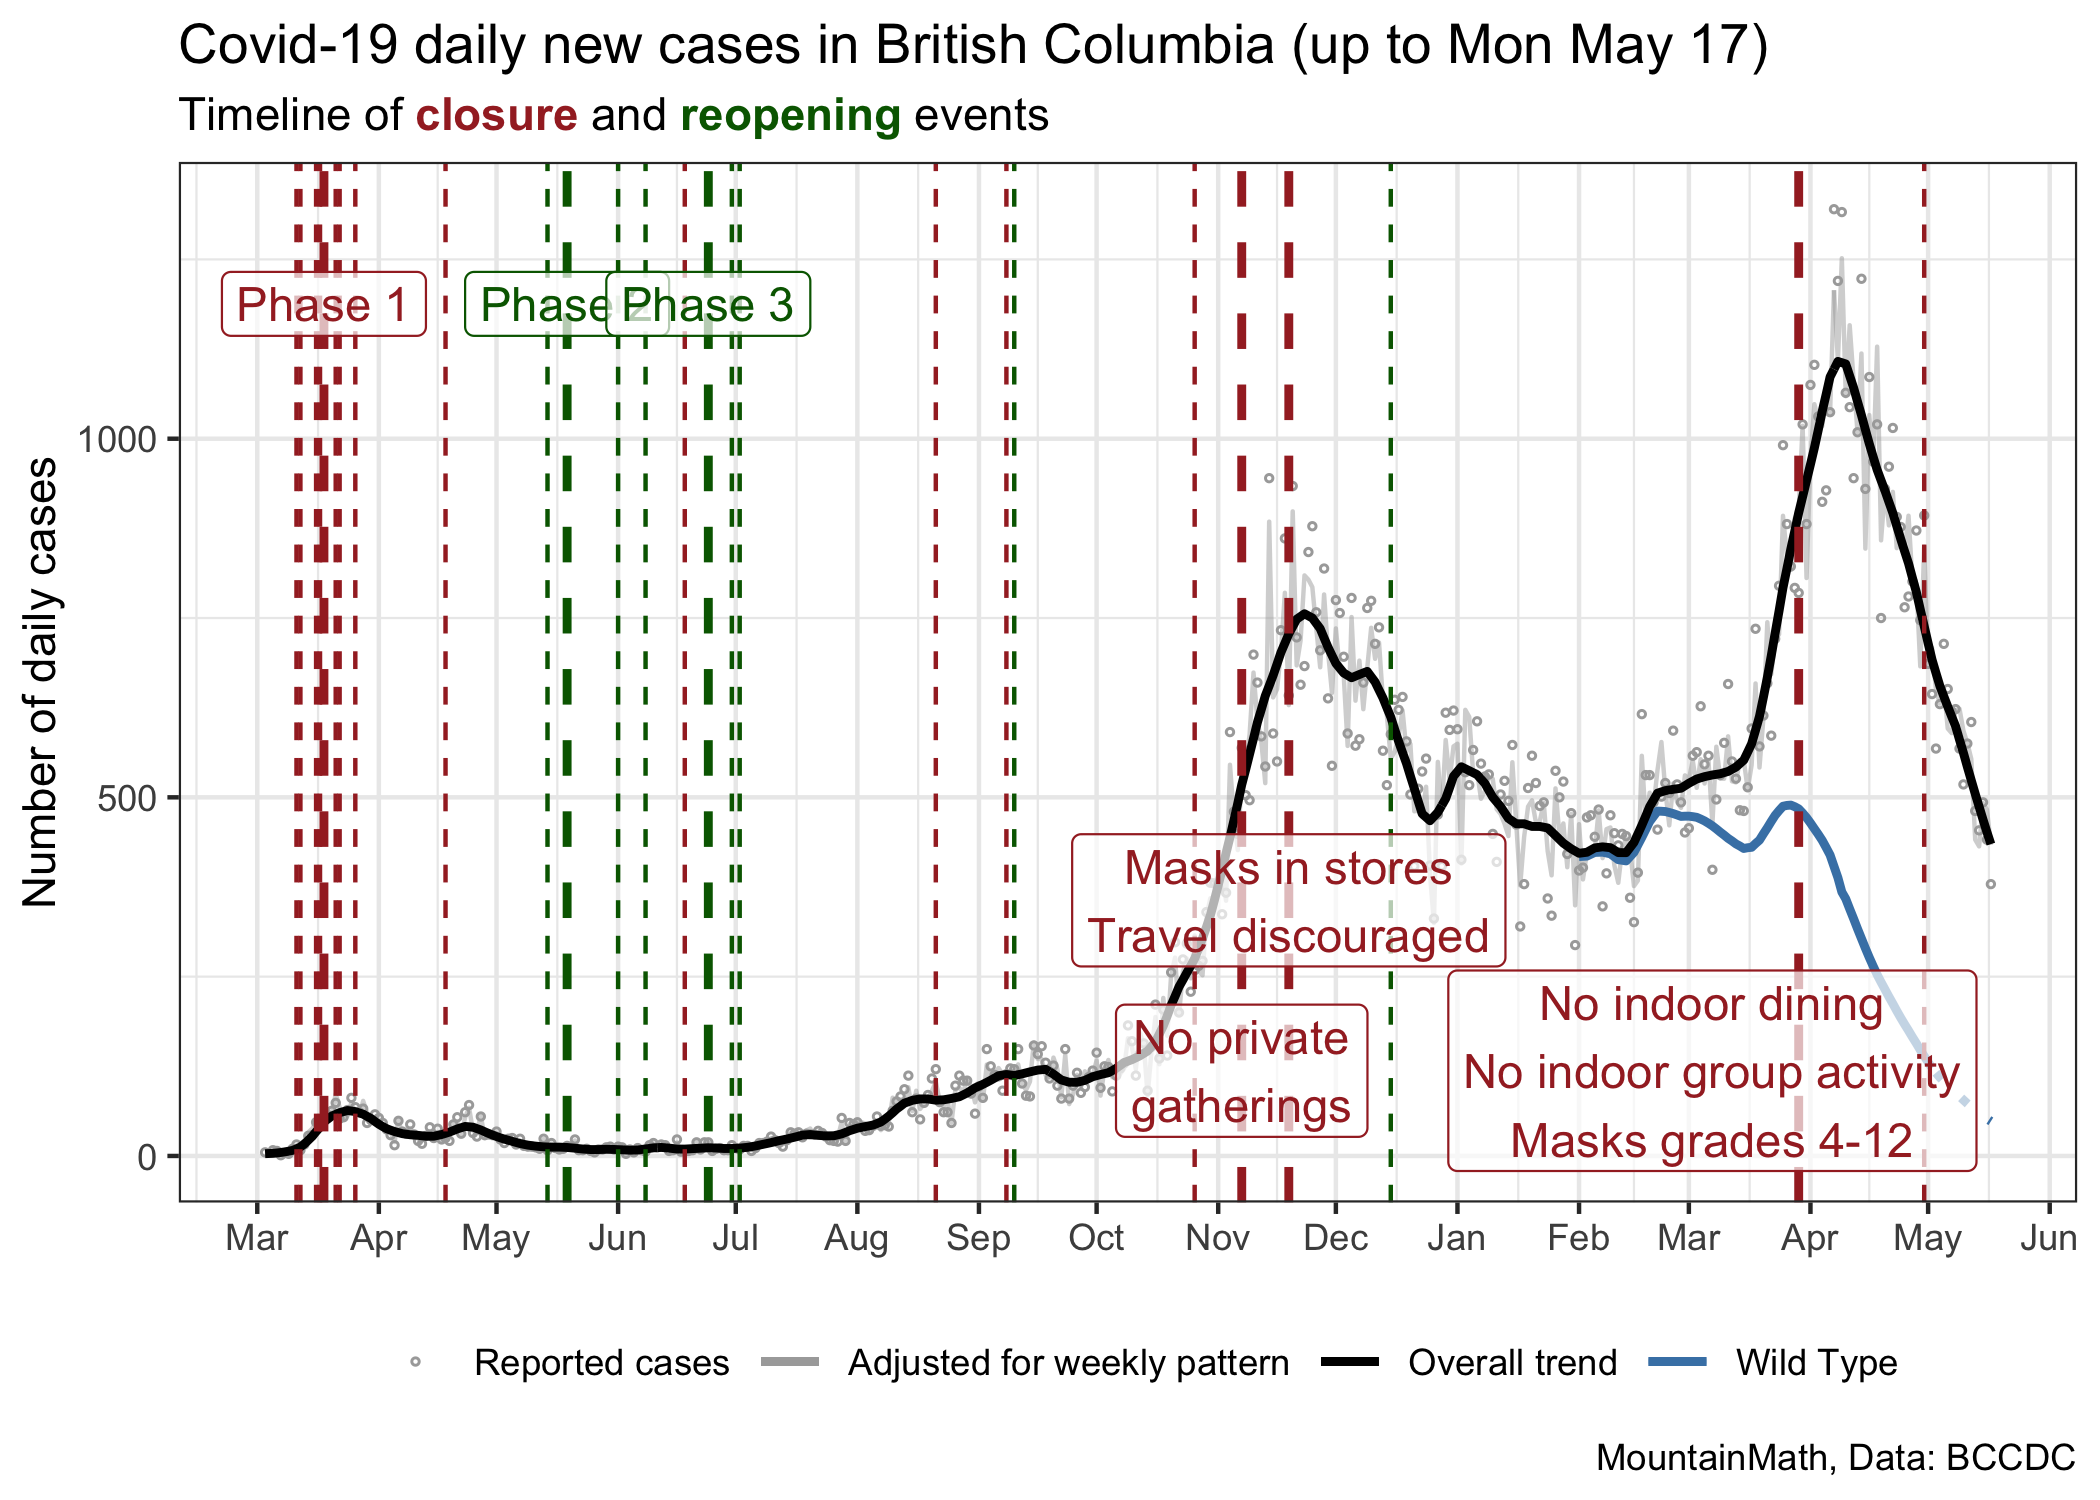 Covid-19 daily new cases in British Columbia (up to Mon May 17)
Timeline of closure and reopening events
Number of daily cases
1000
500
0
Phase 1
Phase 2
Phase 3
Masks in stores
Travel discouraged
No private
gatherings
No indoor dining
No indoor group activity
Masks grades 4-12
Mar Apr May Jun Jul Aug Sep Oct Nov Dec Jan Feb Mar Apr May Jun
Reported cases Adjusted for weekly pattern Overall trend Wild Type
MountainMath, Data: BCCDC